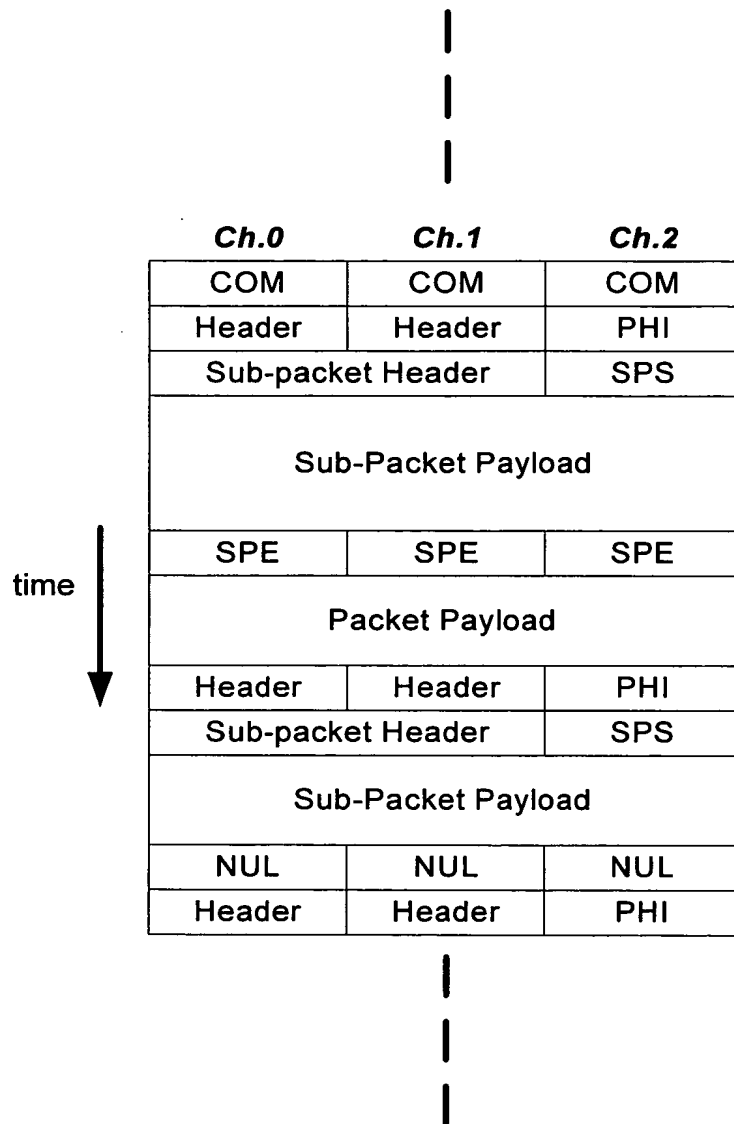 Ch.0 Ch.1 Ch.2
COM COM COM
Header Header PHI
Sub-packet Header SPS
Sub-Packet Payload
SPE SPE SPE
time
Packet Payload
Header Header PHI
Sub-packet Header SPS
Sub-Packet Payload
NUL NUL NUL
Header Header PHI